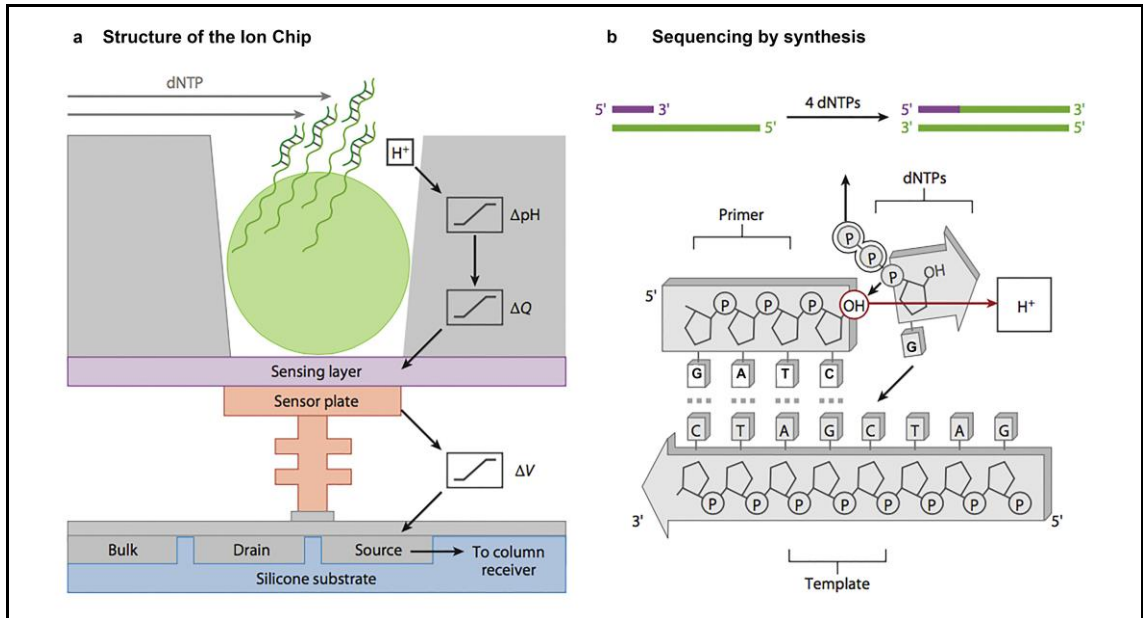 a Structure of the Ion Chip
dNTP
H⁺
ΔpH
ΔQ
Sensing layer
Sensor plate
ΔV
Bulk
Drain
Source
To column
receiver
Silicone substrate
b Sequencing by synthesis
5' 3'
5'
4 dNTPs
5' 3'
3' 5'
dNTPs
Primer
P
P
P
OH
5'
P P P
OH
H⁺
G
G A T C
C T A G C T A G
P P P P P P P P
3'
5'
Template